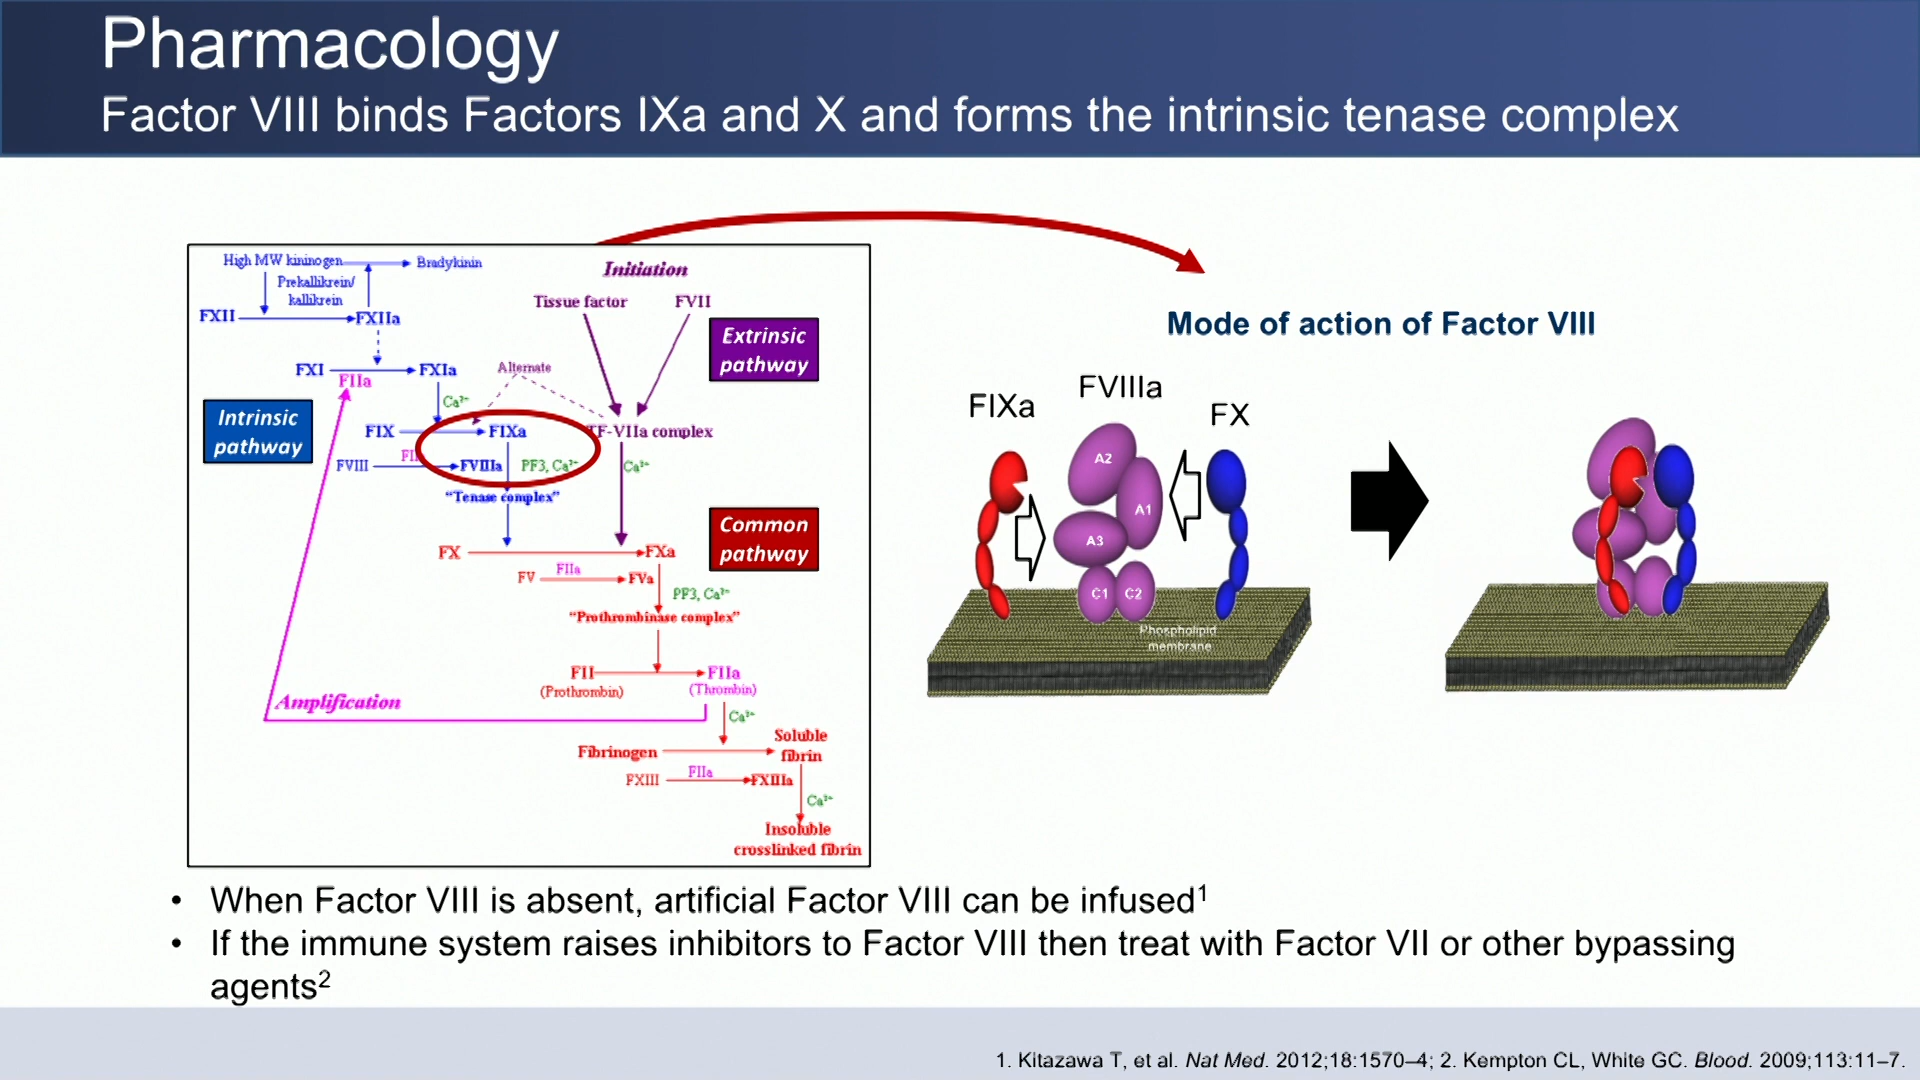 Pharmacology
Factor VIII binds Factors IXa and X and forms the intrinsic tenase complex
High MW kininogen
Bradykinin
Prekallikrein/
kallikrein
FXII
FXIIa
FXI
FXIa
FIIa
Ca²⁺
Intrinsic
pathway
FIX
FIXa
FVIII
FVIIIa
PF3, Ca²⁺
"Tenase complex"
Initiation
Tissue factor
FVII
Extrinsic
pathway
Alternate
TF-VIIa complex
Ca²⁺
Common
pathway
FX
FXa
FV
FIIa
FVa
PF3, Ca²⁺
"Prothrombinase complex"
FII
(Prothrombin)
FIIa
(Thrombin)
Amplification
Ca²⁺
Fibrinogen
Soluble
fibrin
FXIII
FIIa
FXIIIa
Ca²⁺
Insoluble
crosslinked fibrin
Mode of action of Factor VIII
FIXa
FVIIIa
FX
A2
A1
A3
C1
C2
Phospholipid
membrane
• When Factor VIII is absent, artificial Factor VIII can be infused¹
• If the immune system raises inhibitors to Factor VIII then treat with Factor VII or other bypassing
agents²
1. Kitazawa T, et al. Nat Med. 2012;18:1570–4; 2. Kempton CL, White GC. Blood. 2009;113:11–7.